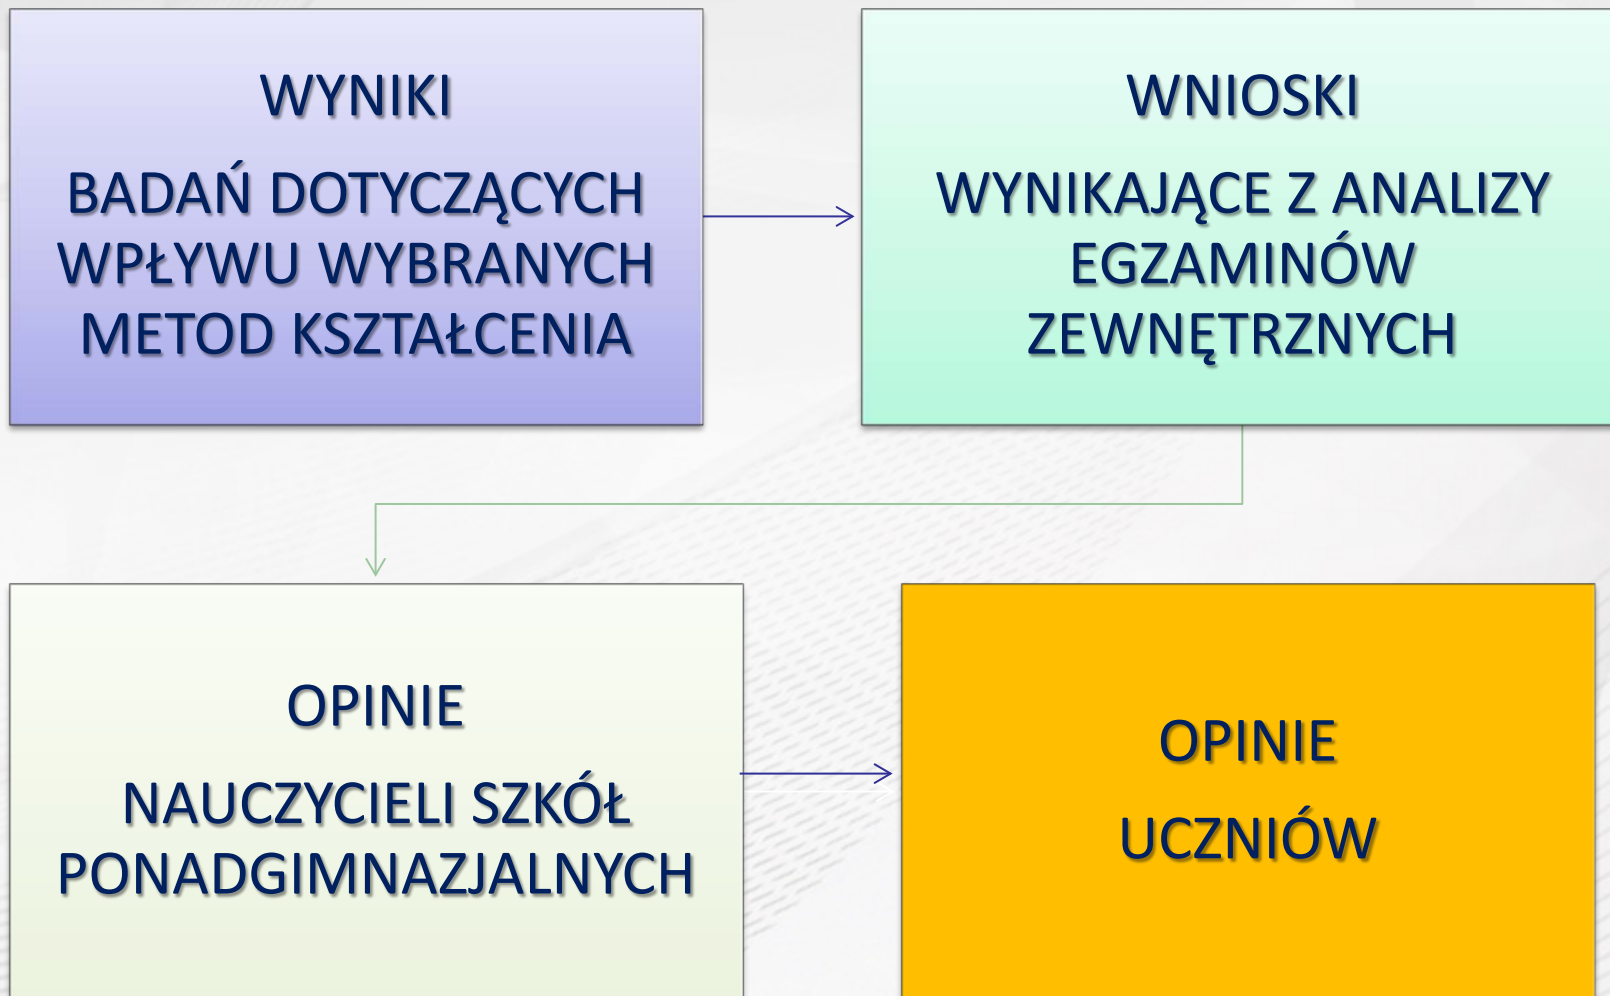 WYNIKI
BADAŃ DOTYCZĄCYCH
WPŁYWU WYBRANYCH
METOD KSZTAŁCENIA
WNIOSKI
WYNIKAJĄCE Z ANALIZY
EGZAMINÓW
ZEWNĘTRZNYCH
OPINIE
NAUCZYCIELI SZKÓŁ
PONADGIMNAZJALNYCH
OPINIE
UCZNIÓW